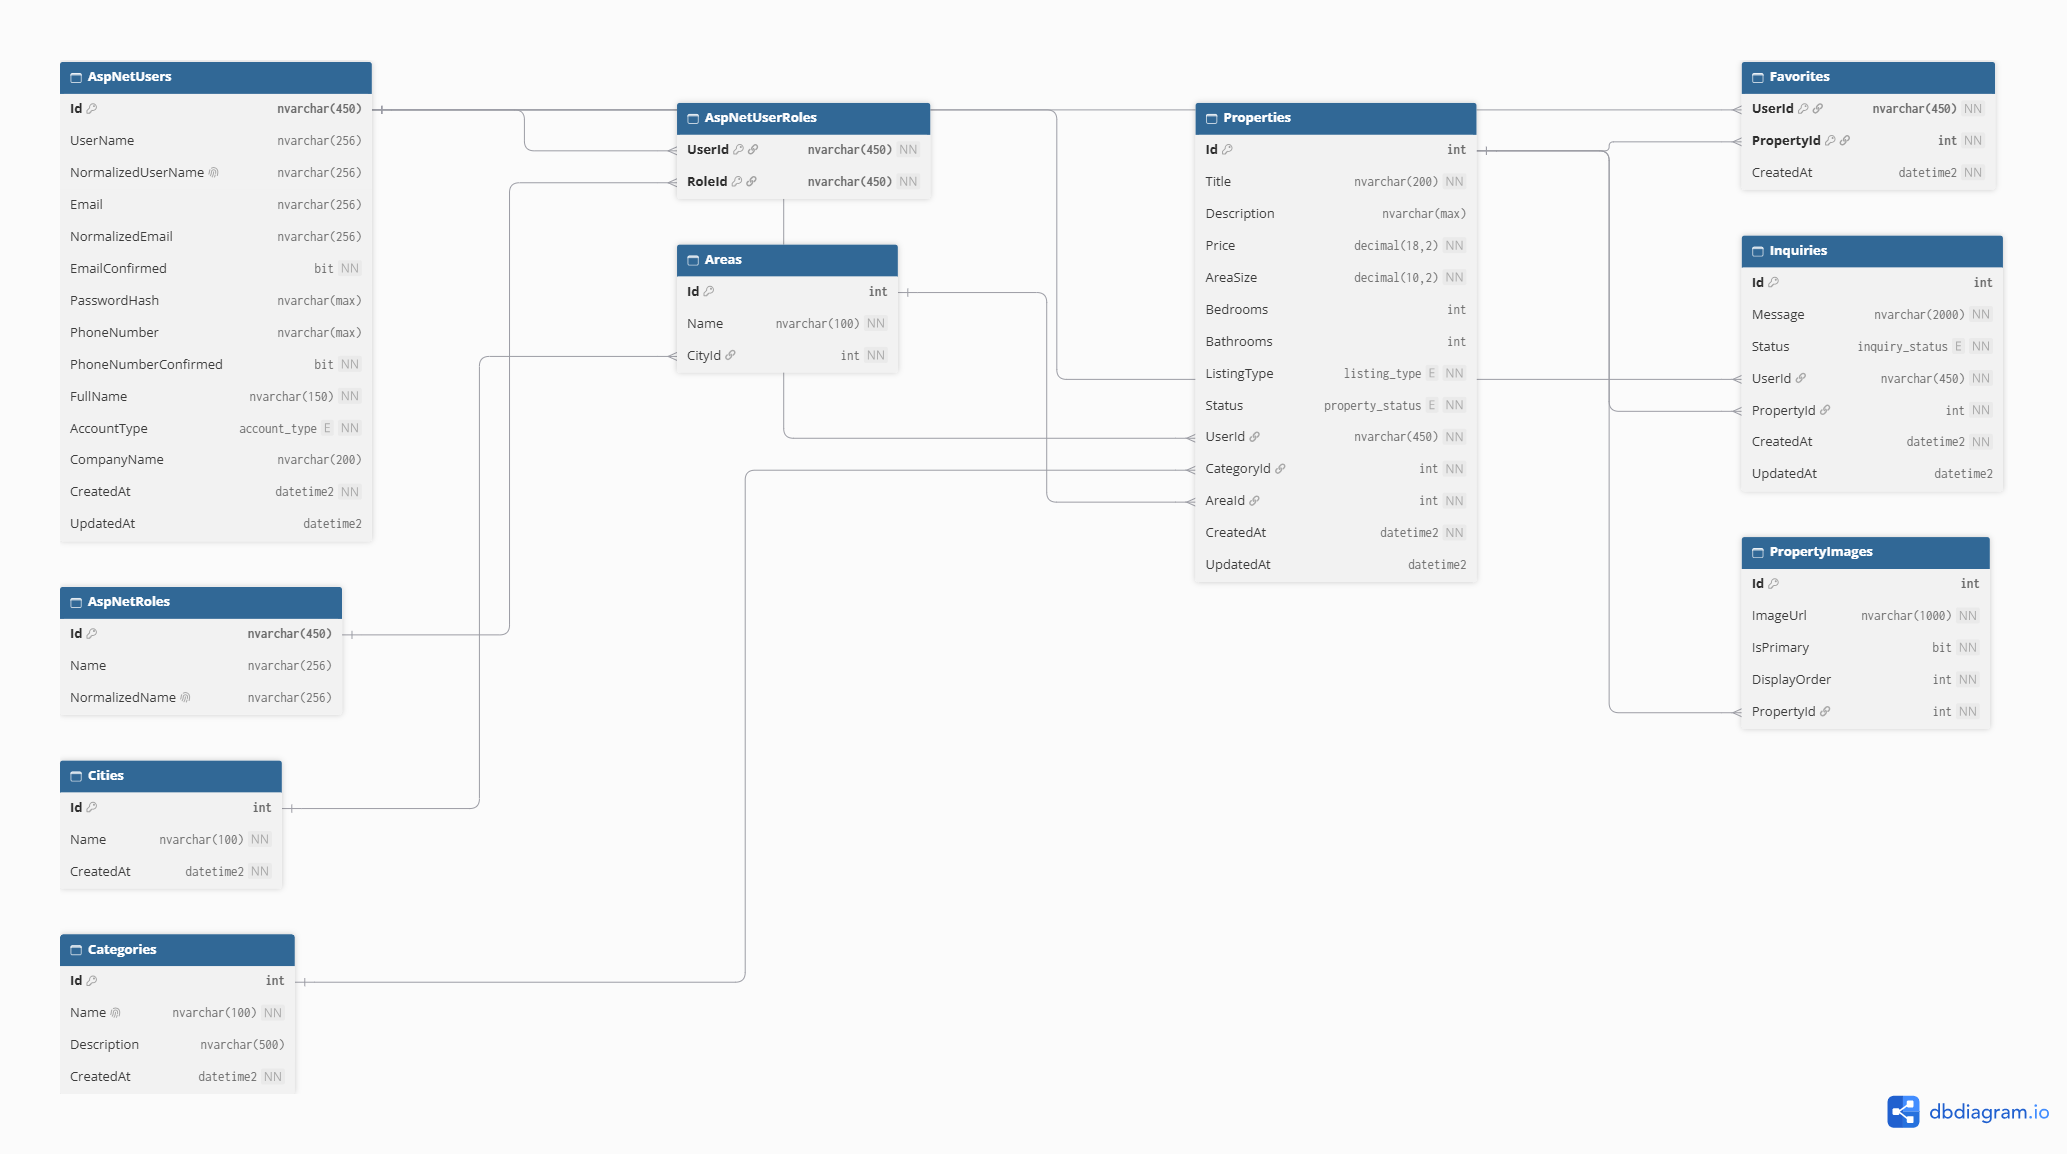 AspNetUsers
Id nvarchar(450)
UserName nvarchar(256)
NormalizedUserName nvarchar(256)
Email nvarchar(256)
NormalizedEmail nvarchar(256)
EmailConfirmed bit NN
PasswordHash nvarchar(max)
PhoneNumber nvarchar(max)
PhoneNumberConfirmed bit NN
FullName nvarchar(150) NN
AccountType account_type E NN
CompanyName nvarchar(200)
CreatedAt datetime2 NN
UpdatedAt datetime2
AspNetRoles
Id nvarchar(450)
Name nvarchar(256)
NormalizedName nvarchar(256)
Cities
Id int
Name nvarchar(100) NN
CreatedAt datetime2 NN
Categories
Id int
Name nvarchar(100) NN
Description nvarchar(500)
CreatedAt datetime2 NN
AspNetUserRoles
UserId nvarchar(450) NN
RoleId nvarchar(450) NN
Areas
Id int
Name nvarchar(100) NN
CityId int NN
Properties
Id int
Title nvarchar(200) NN
Description nvarchar(max)
Price decimal(18,2) NN
AreaSize decimal(10,2) NN
Bedrooms int
Bathrooms int
ListingType listing_type E NN
Status property_status E NN
UserId nvarchar(450) NN
CategoryId int NN
AreaId int NN
CreatedAt datetime2 NN
UpdatedAt datetime2
Favorites
UserId nvarchar(450) NN
PropertyId int NN
CreatedAt datetime2 NN
Inquiries
Id int
Message nvarchar(2000) NN
Status inquiry_status E NN
UserId nvarchar(450) NN
PropertyId int NN
CreatedAt datetime2 NN
UpdatedAt datetime2
PropertyImages
Id int
ImageUrl nvarchar(1000) NN
IsPrimary bit NN
DisplayOrder int NN
PropertyId int NN
dbdiagram.io